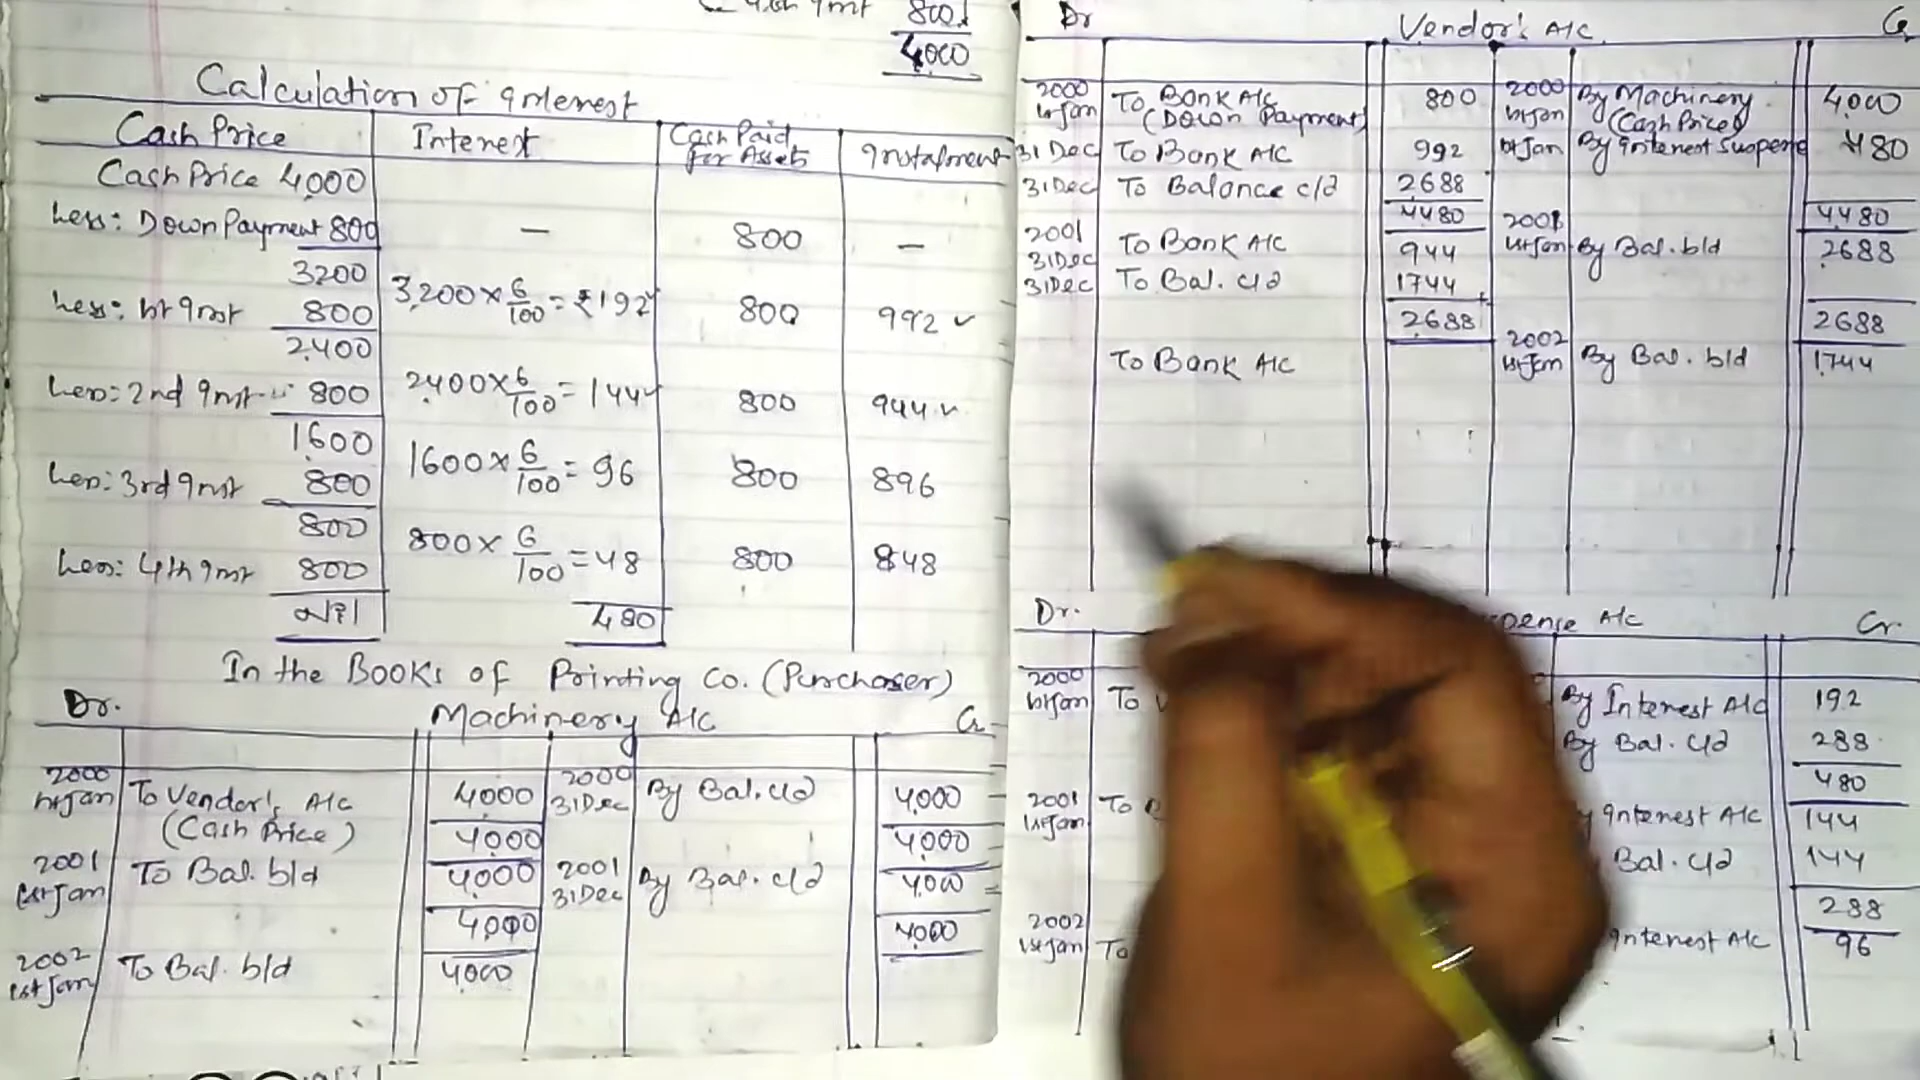 4th Inst 800
4000
Calculation of Interest
Cash Price Interest Cash Paid for Assets Instalment
Cash Price 4000
Less: Down Payment 800 — 800 —
3200
Less: 1st Inst 800 3,200 × 6/100 = ₹192 800 992 ✓
2400
Less: 2nd Inst 800 2400 × 6/100 = 144 800 944 ✓
1600
Less: 3rd Inst 800 1600 × 6/100 = 96 800 896
800
Less: 4th Inst 800 800 × 6/100 = 48 800 848
Nil 480
In the Books of Printing Co. (Purchaser)
Dr. Machinery A/c Cr
2000 1st Jan To Vendor's A/c 4000 2000 31 Dec By Bal. c/d 4,000
(Cash Price) 4000 4000
2001 1st Jan To Bal. b/d 4,000 2001 31 Dec By Bal. c/d 4,000
4000 4000
2002 1st Jan To Bal. b/d 4000
Dr Vendor's A/c Cr
2000 1st Jan To Bank A/c 800 2000 1st Jan By Machinery 4000
(Down Payment) (Cash Price)
31 Dec To Bank A/c 992 1st Jan By Interest Suspense 480
31 Dec To Balance c/d 2688
4480 4480
2001 31 Dec To Bank A/c 944 2001 1st Jan By Bal. b/d 2688
31 Dec To Bal. c/d 1744
2688 2688
To Bank A/c 2002 1st Jan By Bal. b/d 1744
Dr. A/c Cr.
2000 1st Jan To By Interest A/c 192
By Bal. c/d 288
480
2001 1st Jan To Interest A/c 144
Bal. c/d 144
288
2002 1st Jan To Interest A/c 96